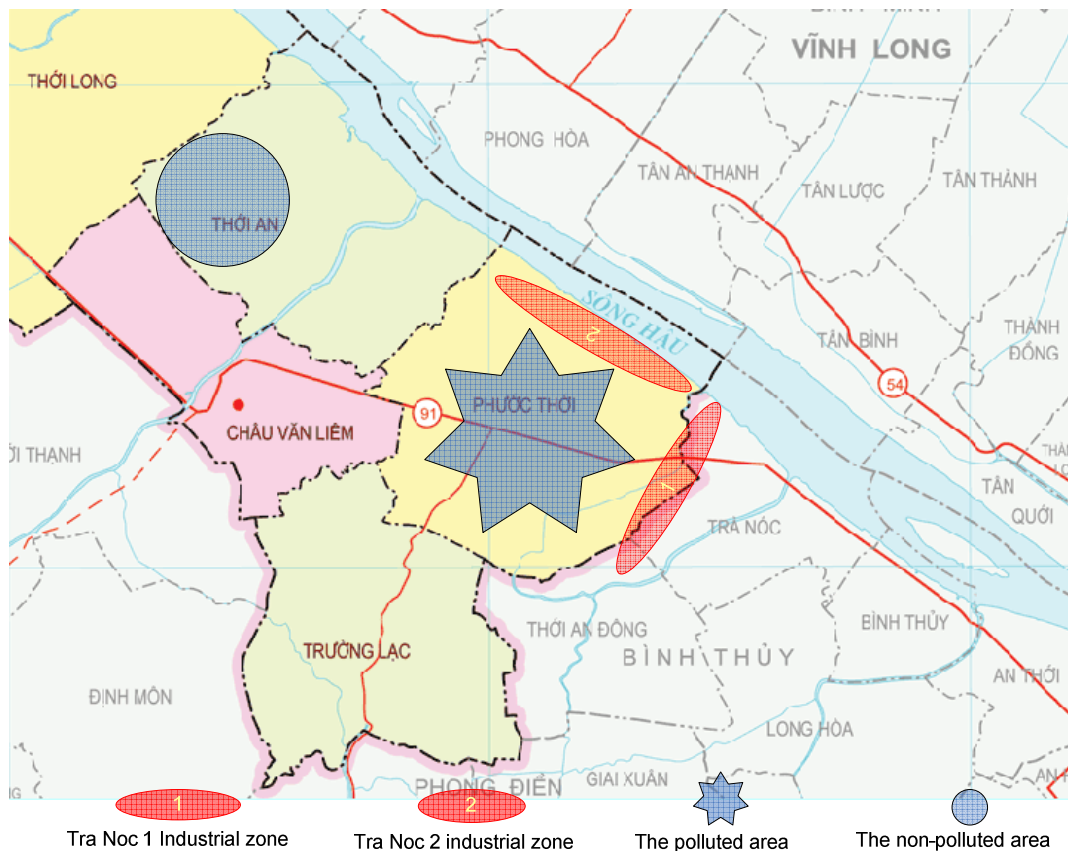 VĨNH LONG
THỚI LONG
PHONG HÒA
TÂN AN THẠNH
TÂN LƯỢC
TÂN THÀNH
THỚI AN
SÔNG HẬU
2
TÂN BÌNH
THÀNH
ĐÔNG
54
PHƯỚC THỚI
91
CHÂU VĂN LIÊM
1
TÂN
QUỚI
TRÀ NÓC
THỚI AN ĐÔNG
BÌNH THỦY
BÌNH THỦY
TRƯỜNG LẠC
AN THỚI
ĐỊNH MÔN
LONG HÒA
PHONG ĐIỀN
GIAI XUÂN
1
2
Tra Noc 1 Industrial zone
Tra Noc 2 industrial zone
The polluted area
The non-polluted area